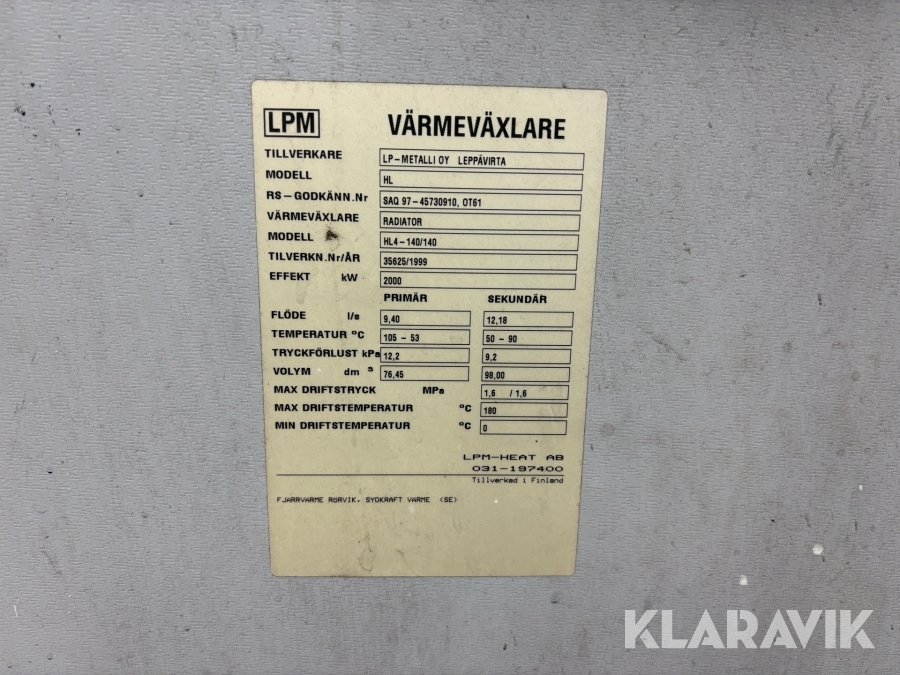 LPM VÄRMEVÄXLARE
TILLVERKARE LP-METALLI OY LEPPÄVIRTA
MODELL HL
RS-GODKÄNN.Nr SAQ 97-45730910, OT61
VÄRMEVÄXLARE RADIATOR
MODELL HL4-140/140
TILVERKN.Nr/ÅR 35625/1999
EFFEKT kW 2000
PRIMÄR SEKUNDÄR
FLÖDE l/s 9,40 12,18
TEMPERATUR °C 105 - 53 50 - 90
TRYCKFÖRLUST kPa 12,2 9,2
VOLYM dm ³ 76,45 98,00
MAX DRIFTSTRYCK MPa 1,6 / 1,6
MAX DRIFTSTEMPERATUR °C 180
MIN DRIFTSTEMPERATUR °C 0
LPM-HEAT AB
031-197400
Tillverkad i Finland
FJARRVARME RORVIK, SYDKRAFT VARME (SE)
KLARAVIK